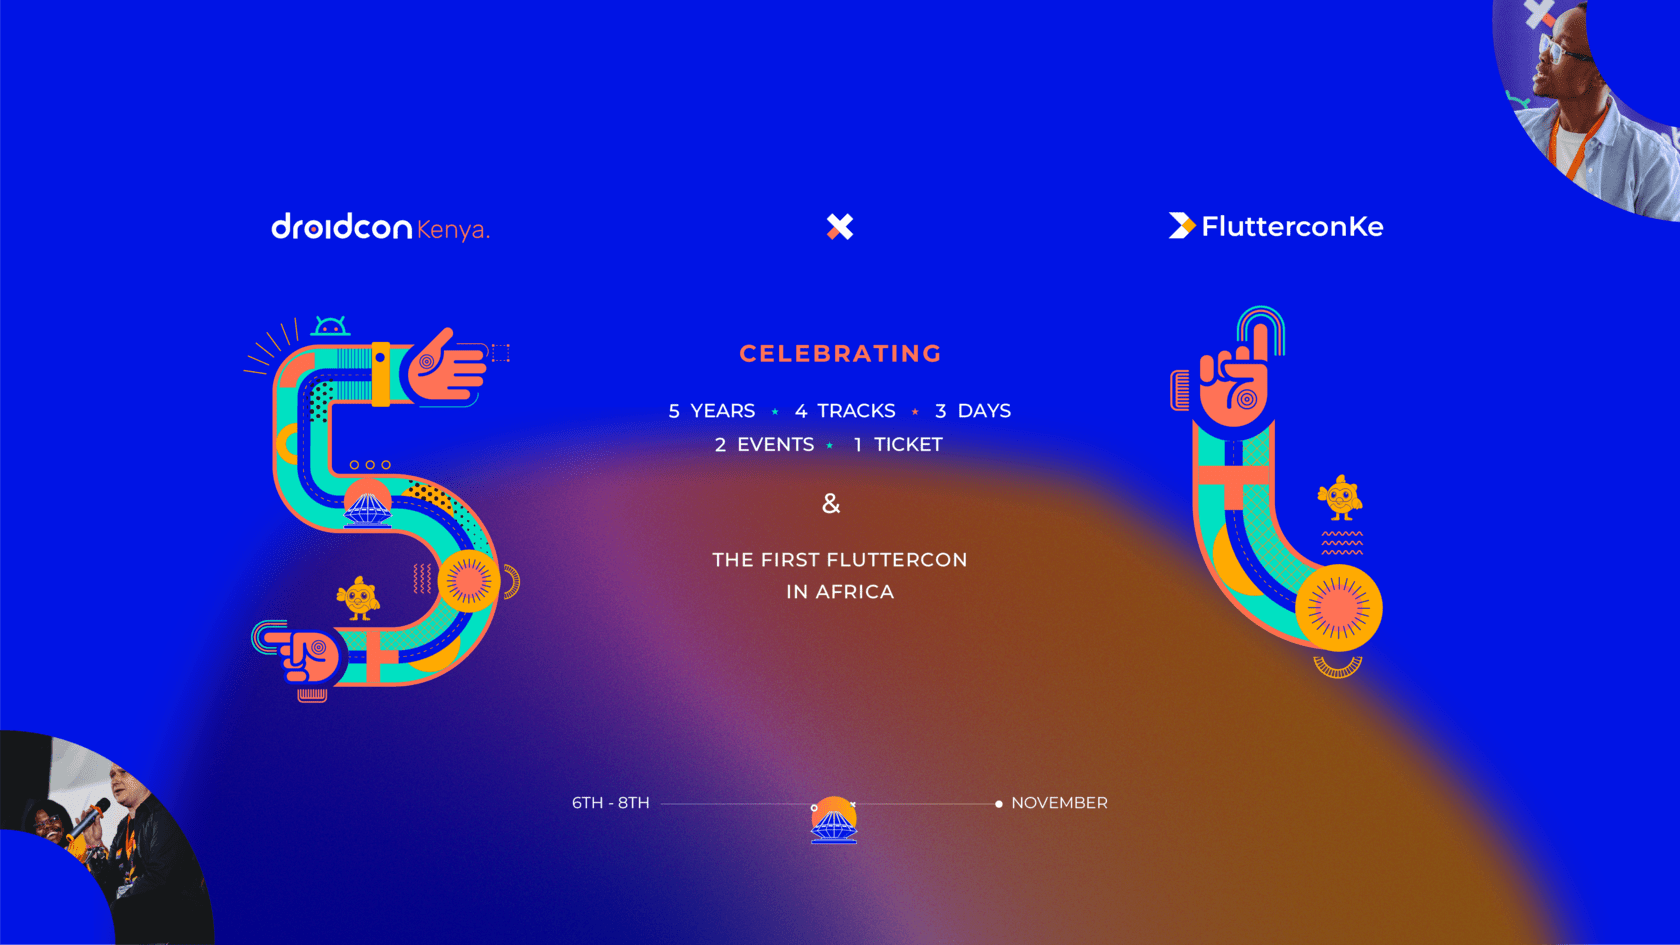 droidcon Kenya.
FlutterconKe
CELEBRATING
5 YEARS ★ 4 TRACKS ★ 3 DAYS
2 EVENTS ★ 1 TICKET
&
THE FIRST FLUTTERCON
IN AFRICA
6TH - 8TH
NOVEMBER